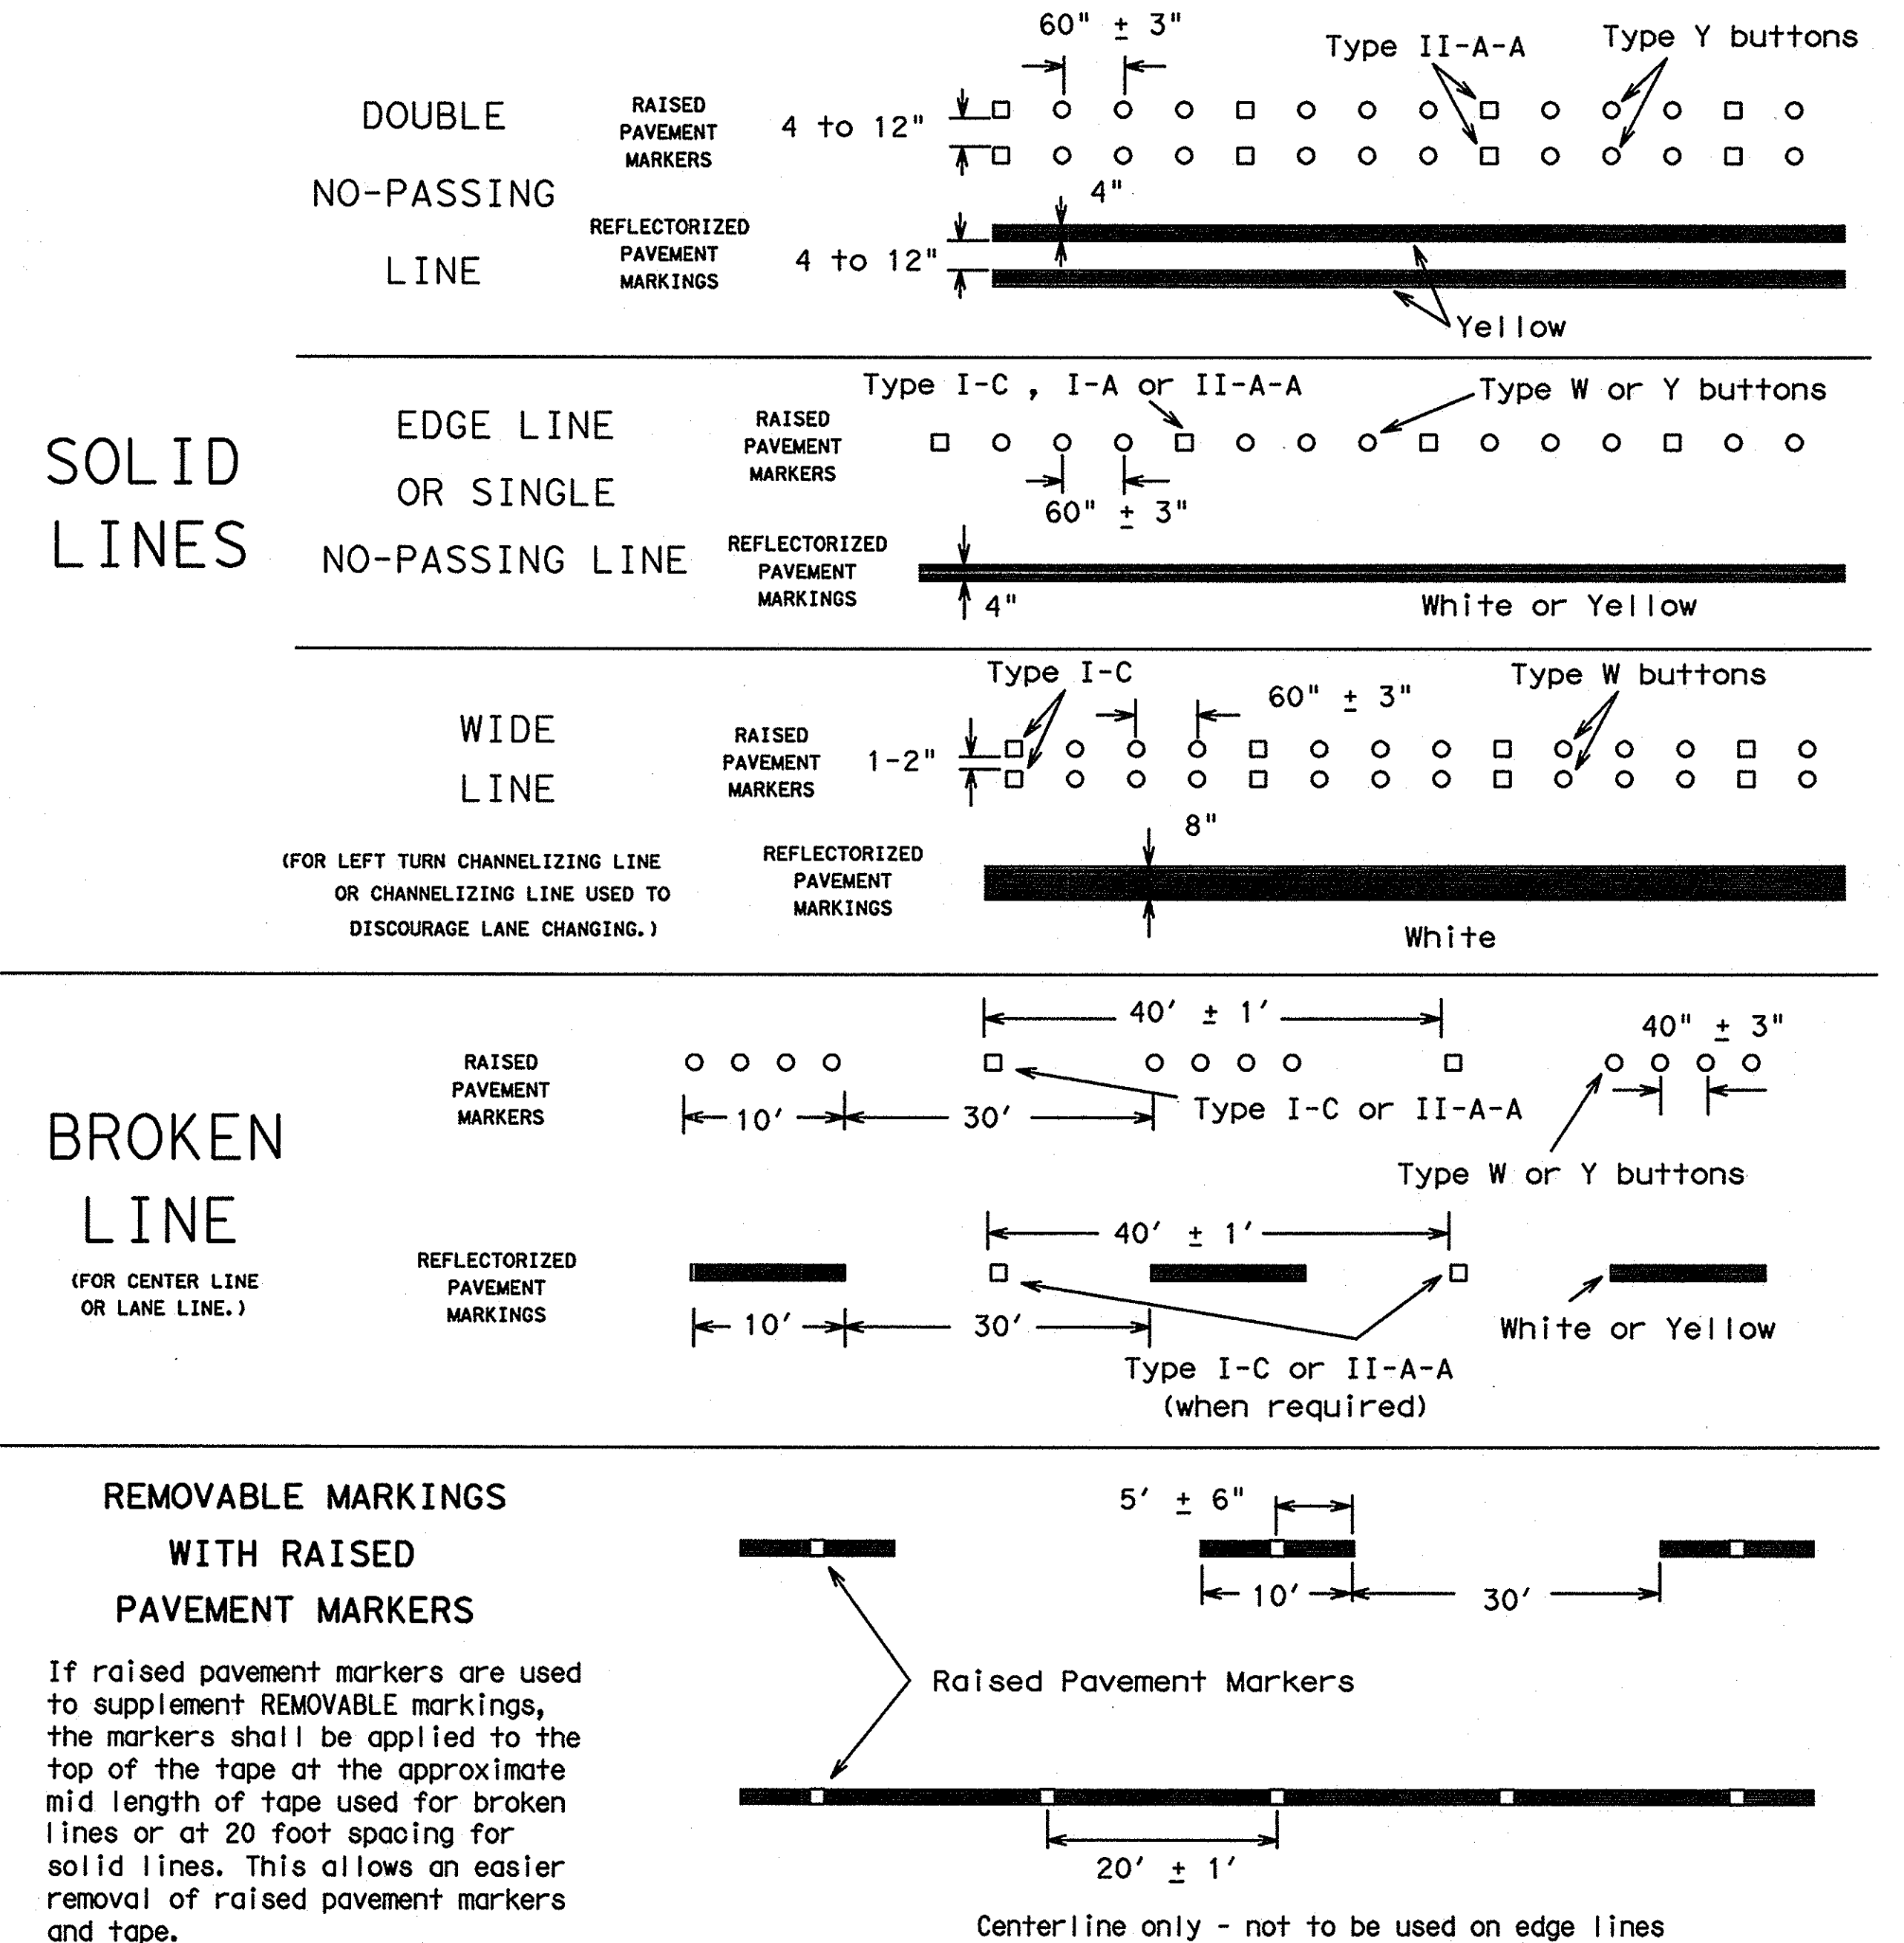 SOLID
LINES
DOUBLE
NO-PASSING
LINE
RAISED
PAVEMENT
MARKERS
4 to 12"
60" ± 3"
Type II-A-A
Type Y buttons
REFLECTORIZED
PAVEMENT
MARKINGS
4 to 12"
4"
Yellow
EDGE LINE
OR SINGLE
NO-PASSING LINE
RAISED
PAVEMENT
MARKERS
Type I-C , I-A or II-A-A
Type W or Y buttons
60" ± 3"
REFLECTORIZED
PAVEMENT
MARKINGS
4"
White or Yellow
WIDE
LINE
(FOR LEFT TURN CHANNELIZING LINE
OR CHANNELIZING LINE USED TO
DISCOURAGE LANE CHANGING.)
RAISED
PAVEMENT
MARKERS
1-2"
Type I-C
60" ± 3"
Type W buttons
REFLECTORIZED
PAVEMENT
MARKINGS
8"
White
BROKEN
LINE
(FOR CENTER LINE
OR LANE LINE.)
RAISED
PAVEMENT
MARKERS
40' ± 1'
40" ± 3"
10'
30'
Type I-C or II-A-A
Type W or Y buttons
REFLECTORIZED
PAVEMENT
MARKINGS
40' ± 1'
10'
30'
White or Yellow
Type I-C or II-A-A
(when required)
REMOVABLE MARKINGS
WITH RAISED
PAVEMENT MARKERS
If raised pavement markers are used
to supplement REMOVABLE markings,
the markers shall be applied to the
top of the tape at the approximate
mid length of tape used for broken
lines or at 20 foot spacing for
solid lines. This allows an easier
removal of raised pavement markers
and tape.
5' ± 6"
10'
30'
Raised Pavement Markers
20' ± 1'
Centerline only - not to be used on edge lines